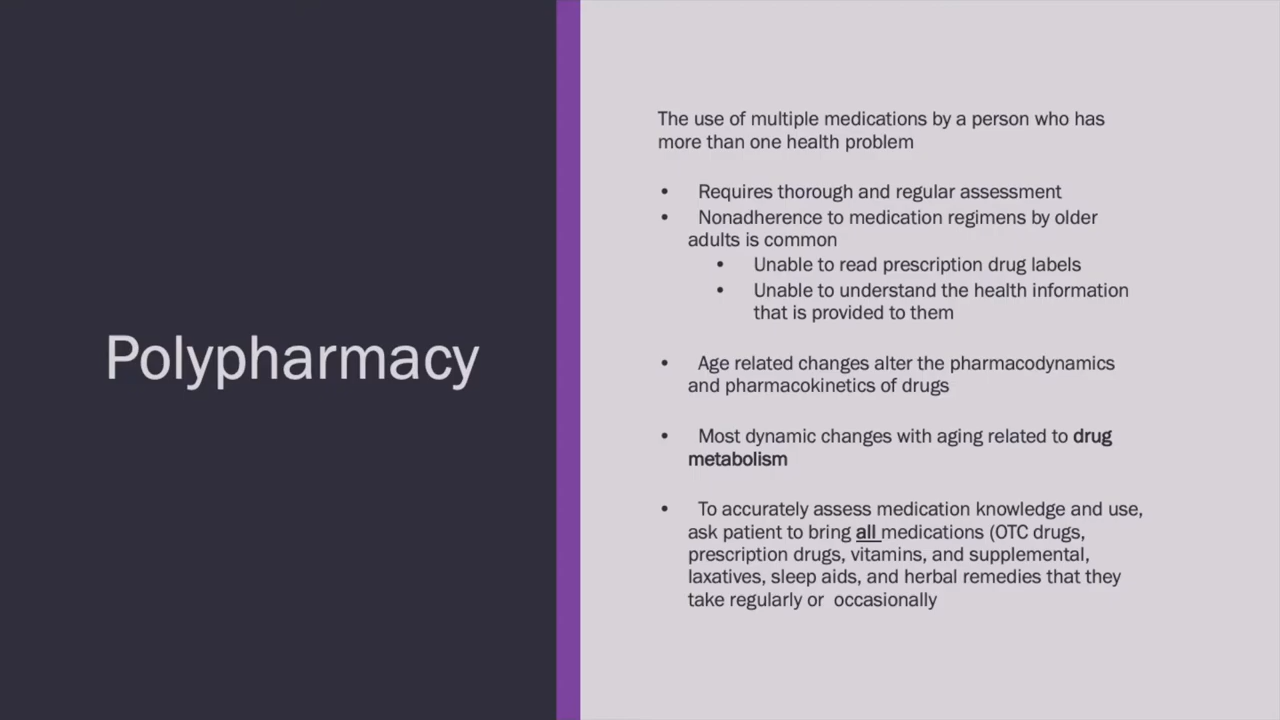 Polypharmacy
The use of multiple medications by a person who has
more than one health problem
• Requires thorough and regular assessment
• Nonadherence to medication regimens by older
adults is common
• Unable to read prescription drug labels
• Unable to understand the health information
that is provided to them
• Age related changes alter the pharmacodynamics
and pharmacokinetics of drugs
• Most dynamic changes with aging related to drug
metabolism
• To accurately assess medication knowledge and use,
ask patient to bring all medications (OTC drugs,
prescription drugs, vitamins, and supplemental,
laxatives, sleep aids, and herbal remedies that they
take regularly or occasionally